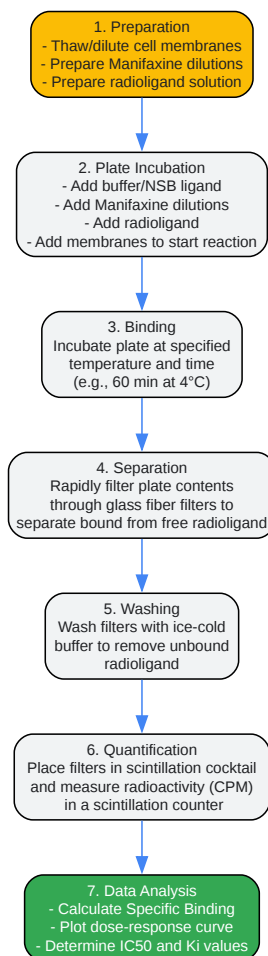 1. Preparation
- Thaw/dilute cell membranes
- Prepare Manifaxine dilutions
- Prepare radioligand solution
2. Plate Incubation
- Add buffer/NSB ligand
- Add Manifaxine dilutions
- Add radioligand
- Add membranes to start reaction
3. Binding
Incubate plate at specified
temperature and time
(e.g., 60 min at 4°C)
4. Separation
Rapidly filter plate contents
through glass fiber filters to
separate bound from free radioligand
5. Washing
Wash filters with ice-cold
buffer to remove unbound
radioligand
6. Quantification
Place filters in scintillation cocktail
and measure radioactivity (CPM)
in a scintillation counter
7. Data Analysis
- Calculate Specific Binding
- Plot dose-response curve
- Determine IC50 and Ki values